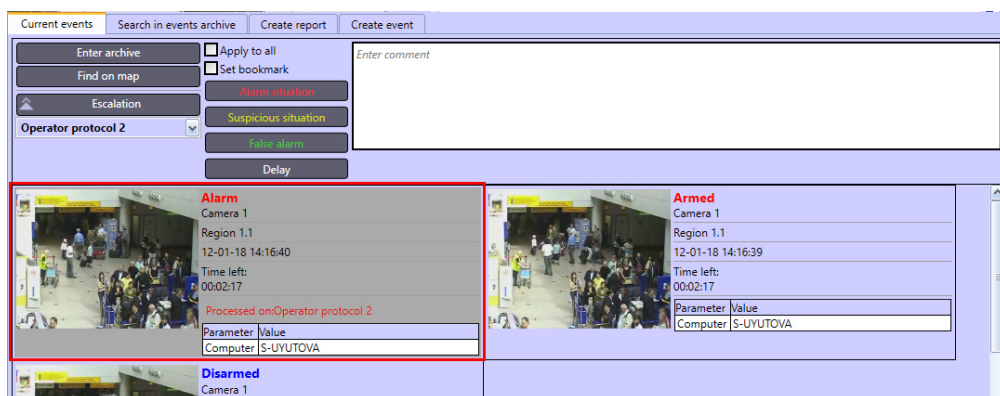 Current events
Search in events archive
Create report
Create event
Enter archive
Find on map
Escalation
Operator protocol 2
Apply to all
Set bookmark
Alarm situation
Suspicious situation
False alarm
Delay
Enter comment
Alarm
Camera 1
Region 1.1
12-01-18 14:16:40
Time left:
00:02:17
Processed on:Operator protocol 2
Parameter Value
Computer S-UYUTOVA
Armed
Camera 1
Region 1.1
12-01-18 14:16:39
Time left:
00:02:17
Parameter Value
Computer S-UYUTOVA
Disarmed
Camera 1